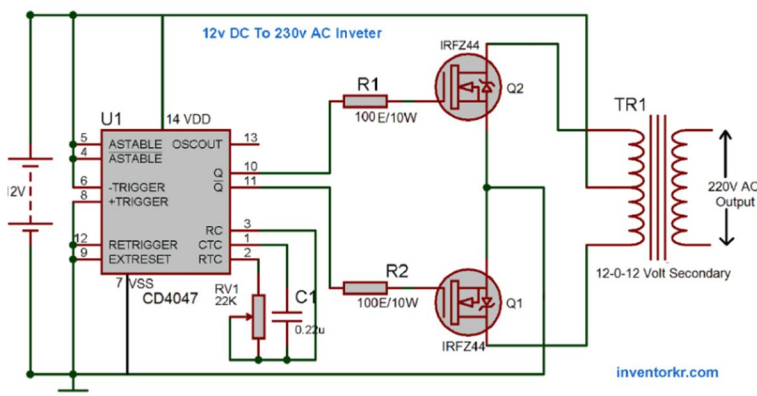 12v DC To 230v AC Inveter
IRFZ44
Q2
R1
100E/10W
TR1
U1
14 VDD
5 ASTABLE OSCOUT 13
4 ASTABLE
Q 10
Q 11
6 -TRIGGER
8 +TRIGGER
12V
RC 3
CTC 1
12 RETRIGGER
9 EXTRESET
RTC 2
7 VSS
CD4047
RV1
22K
C1
0.22u
R2
100E/10W
Q1
IRFZ44
220V AC
Output
12-0-12 Volt Secondary
inventorkr.com